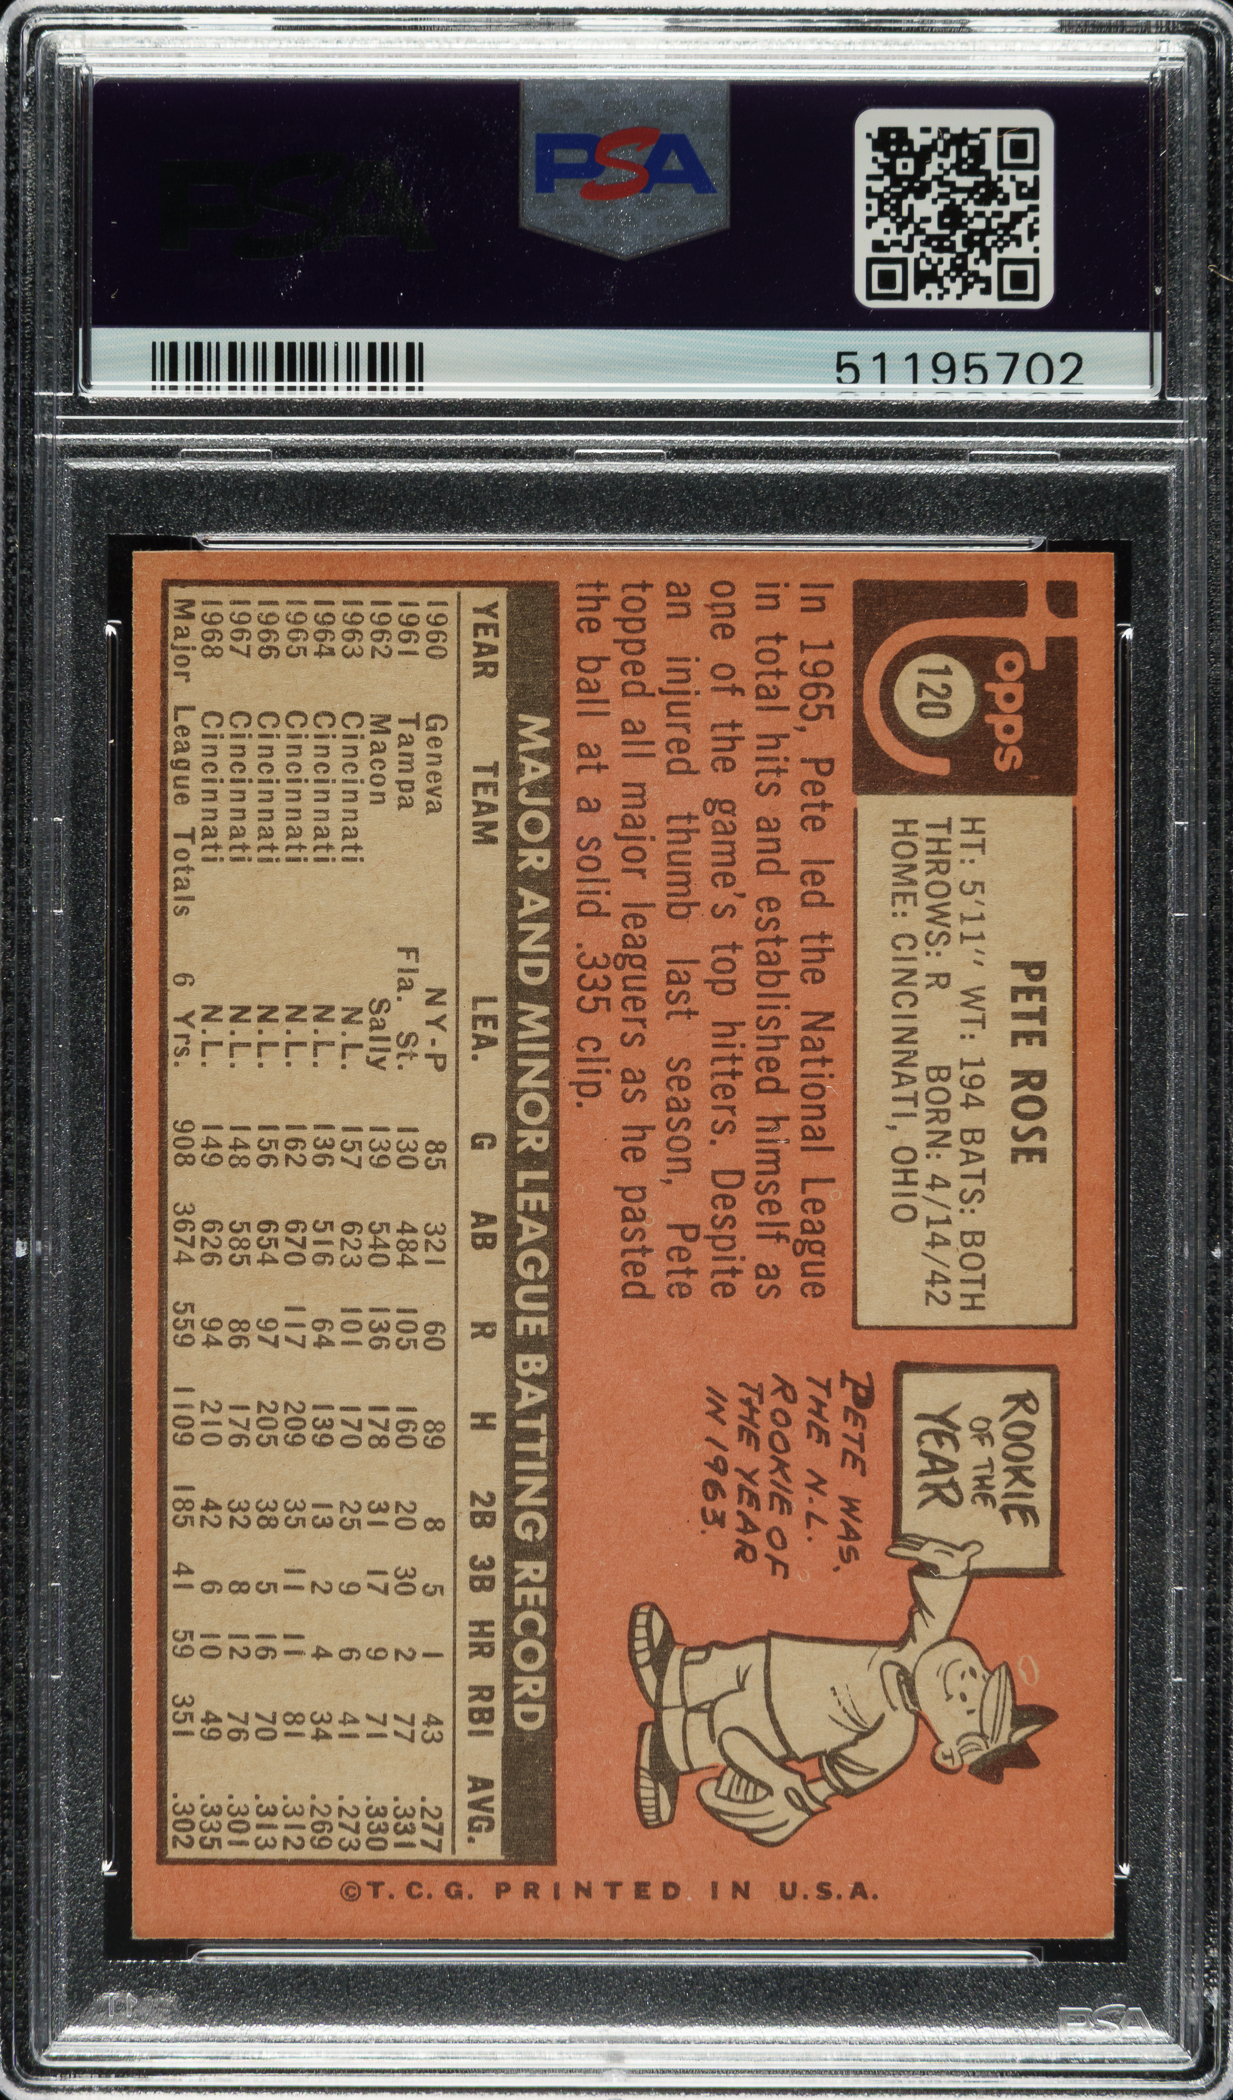 PSA
PSA
51195702
Topps
120
PETE ROSE
HT: 5'11" WT: 194 BATS: BOTH
THROWS: R BORN: 4/14/42
HOME: CINCINNATI, OHIO
In 1965, Pete led the National League
in total hits and established himself as
one of the game's top hitters. Despite
an injured thumb last season, Pete
topped all major leaguers as he pasted
the ball at a solid .335 clip.
ROOKIE
OF THE
YEAR
PETE WAS
THE N.L.
ROOKIE OF
THE YEAR
IN 1963.
MAJOR AND MINOR LEAGUE BATTING RECORD
YEAR TEAM LEA. G AB R H 2B 3B HR RBI AVG.
1960 Geneva NY-P 85 321 60 89 8 5 1 43 .277
1961 Tampa Fla. St. 130 484 105 160 20 30 2 77 .331
1962 Macon Sally 139 540 136 178 31 17 9 71 .330
1963 Cincinnati N.L. 157 623 101 170 25 9 6 41 .273
1964 Cincinnati N.L. 136 516 64 139 13 2 4 34 .269
1965 Cincinnati N.L. 162 670 117 209 35 11 11 81 .312
1966 Cincinnati N.L. 156 654 97 205 38 5 16 70 .313
1967 Cincinnati N.L. 148 585 86 176 32 8 12 76 .301
1968 Cincinnati N.L. 149 626 94 210 42 6 10 49 .335
Major League Totals 6 Yrs. 908 3674 559 1109 185 41 59 351 .302
©T.C.G. PRINTED IN U.S.A.
PSA